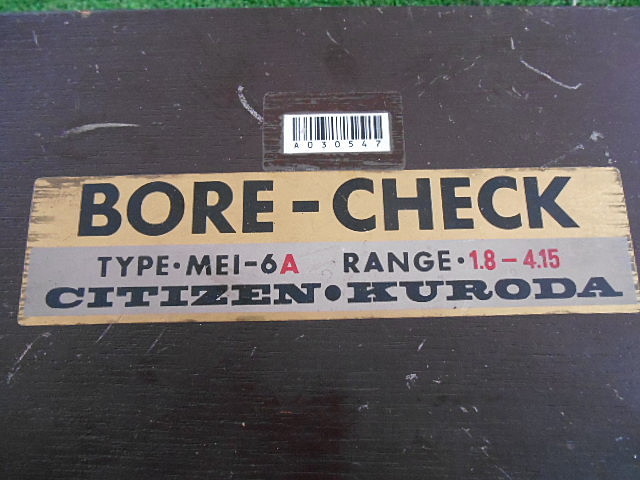 A030547
BORE-CHECK
TYPE·MEI-6A RANGE·1.8-4.15
CITIZEN•KURODA